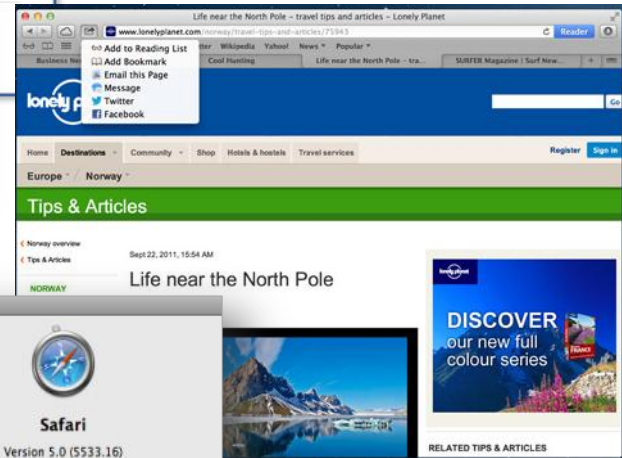 Life near the North Pole – travel tips and articles – Lonely Planet
www.lonelyplanet.com/norway/travel-tips-and-articles/75943
Reader
Add to Reading List
Wikipedia Yahoo! News Popular
Add Bookmark
Cool Hunting
Life near the North Pole – tra...
SURFER Magazine | Surf New...
Email this Page
Message
Twitter
Facebook
lonely
Go
Home Destinations Community Shop Hotels & hostels Travel services
Register Sign in
Europe / Norway
Tips & Articles
Norway overview
Tips & Articles
Sept 22, 2011, 15:54 AM
NORWAY
Life near the North Pole
lonely planet
DISCOVER
our new full
colour series
FRANCE
RELATED TIPS & ARTICLES
Safari
Version 5.0 (5533.16)